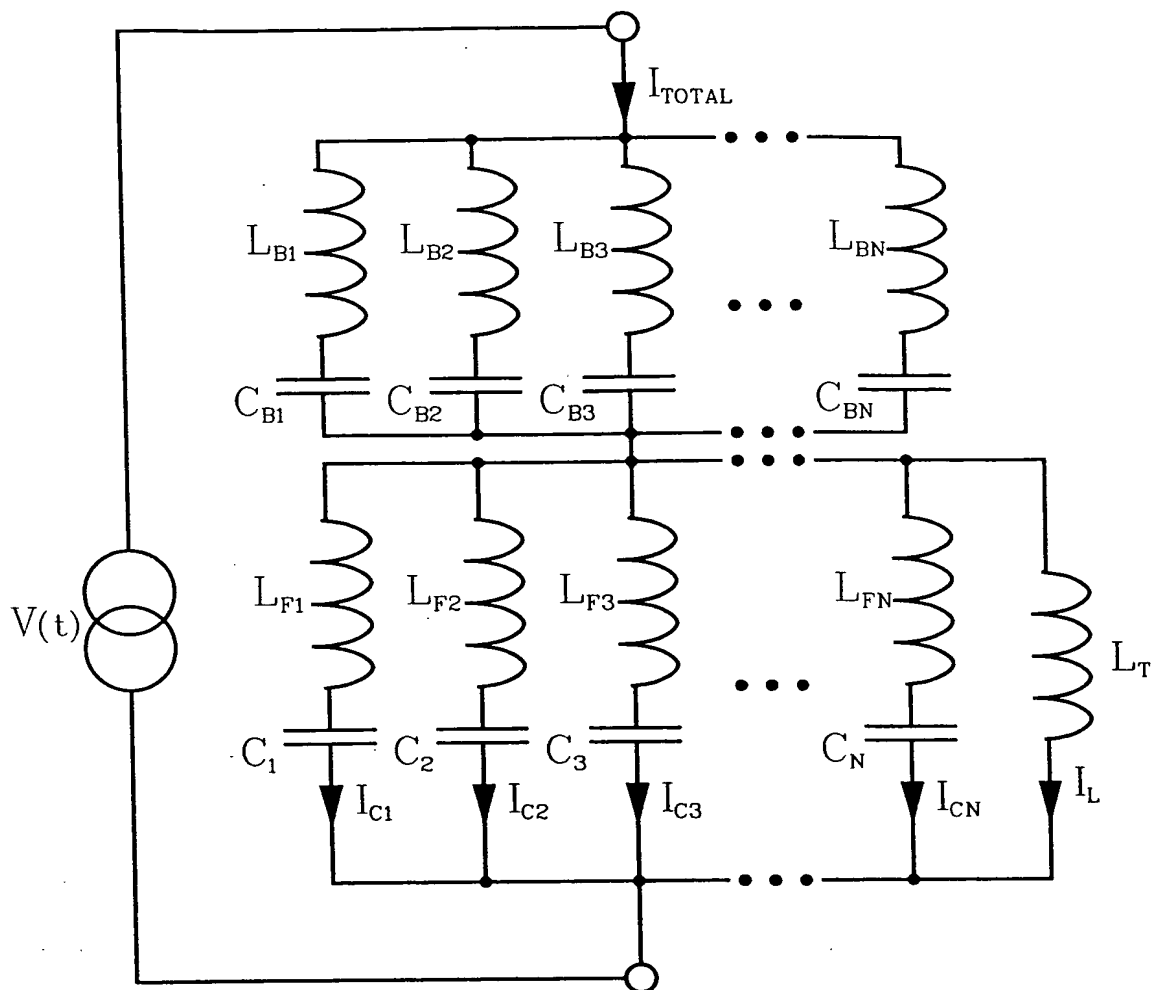 I_TOTAL
L_B1 L_B2 L_B3 L_BN
C_B1 C_B2 C_B3 C_BN
L_F1 L_F2 L_F3 L_FN
V(t)
L_T
C_1 C_2 C_3 C_N
I_C1 I_C2 I_C3 I_CN I_L